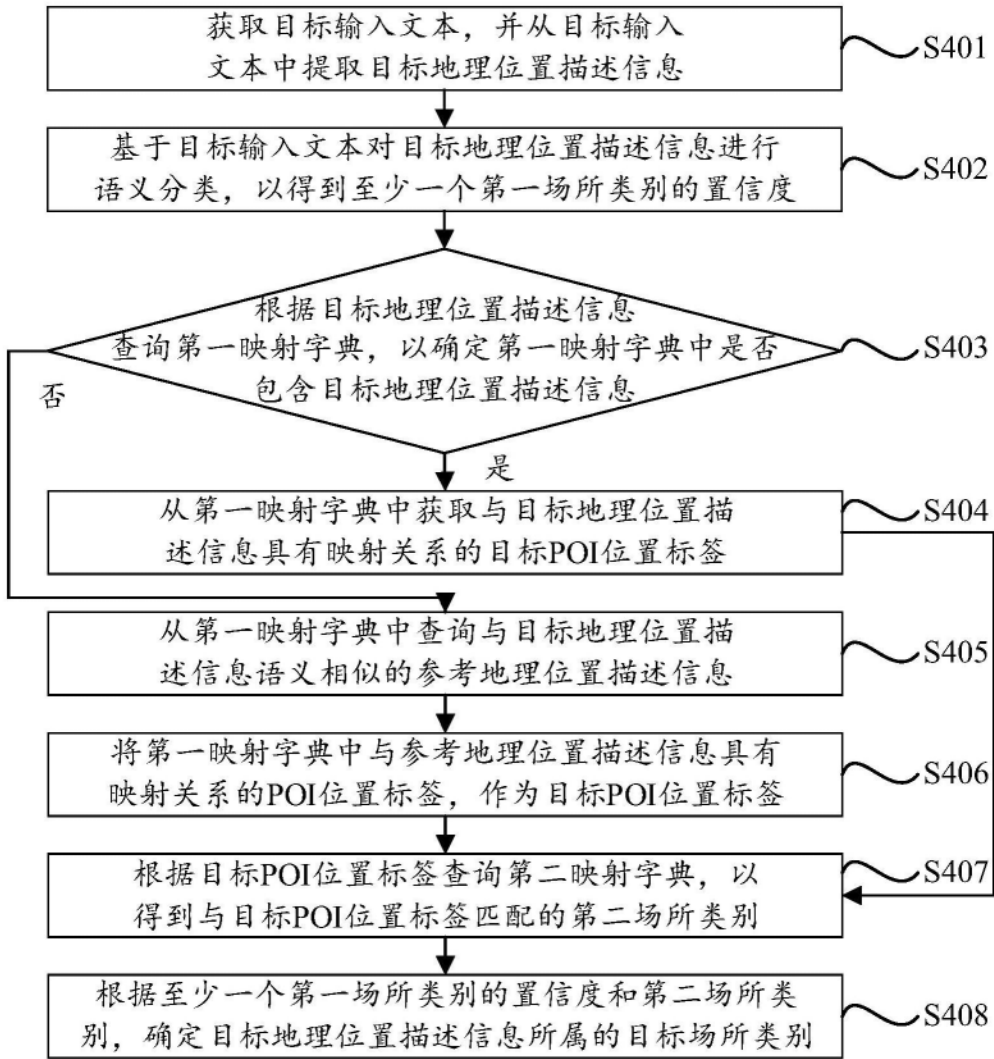 获取目标输入文本，并从目标输入
文本中提取目标地理位置描述信息
S401
基于目标输入文本对目标地理位置描述信息进行
语义分类，以得到至少一个第一场所类别的置信度
S402
根据目标地理位置描述信息
查询第一映射字典，以确定第一映射字典中是否
包含目标地理位置描述信息
S403
否
是
从第一映射字典中获取与目标地理位置描
述信息具有映射关系的目标POI位置标签
S404
从第一映射字典中查询与目标地理位置描
述信息语义相似的参考地理位置描述信息
S405
将第一映射字典中与参考地理位置描述信息具有
映射关系的POI位置标签，作为目标POI位置标签
S406
根据目标POI位置标签查询第二映射字典，以
得到与目标POI位置标签匹配的第二场所类别
S407
根据至少一个第一场所类别的置信度和第二场所类
别，确定目标地理位置描述信息所属的目标场所类别
S408